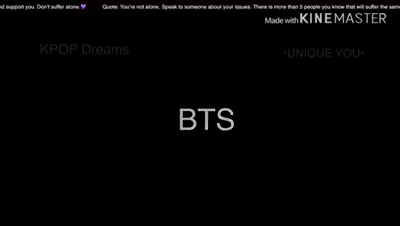 nd support you. Don't suffer alone.💜 Quote: You're not alone. Speak to someone about your issues. There is more than 5 people you know that will suffer the same
Made with KINEMASTER
KPOP Dreams
•UNIQUE YOU•
BTS